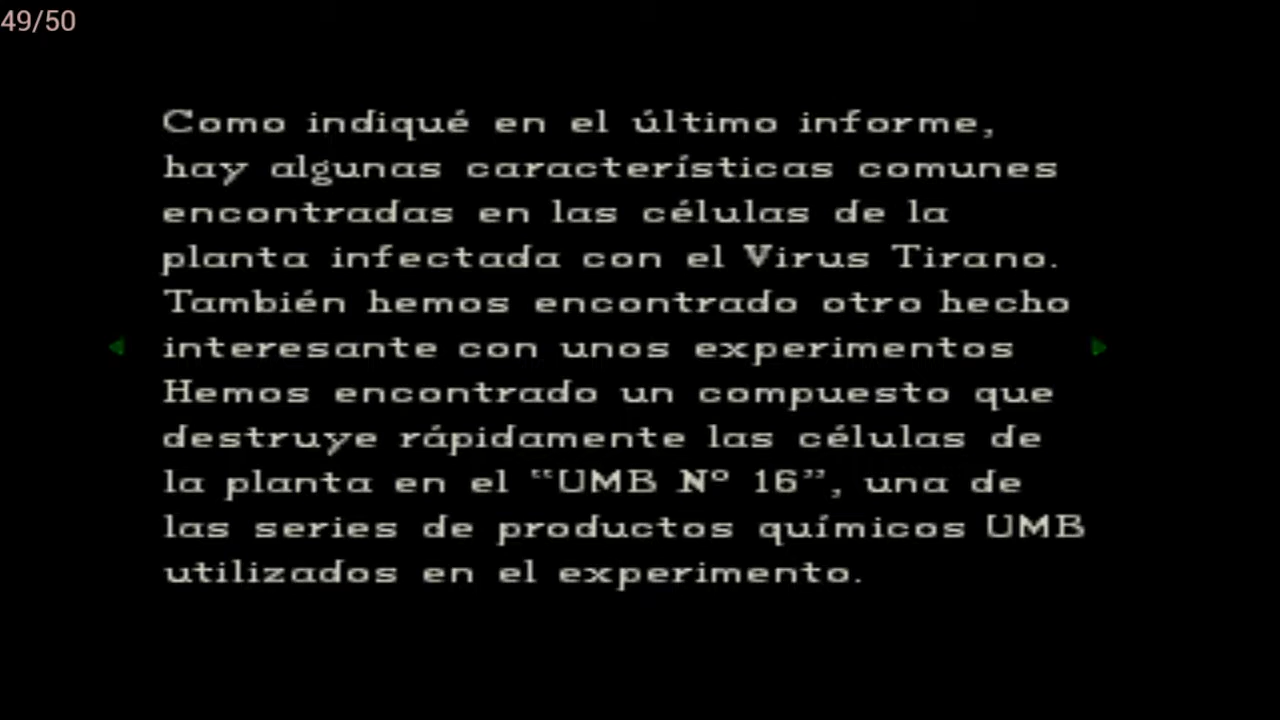 49/50
Como indiqué en el último informe,
hay algunas características comunes
encontradas en las células de la
planta infectada con el Virus Tirano.
También hemos encontrado otro hecho
interesante con unos experimentos
Hemos encontrado un compuesto que
destruye rápidamente las células de
la planta en el “UMB Nº 16”, una de
las series de productos químicos UMB
utilizados en el experimento.